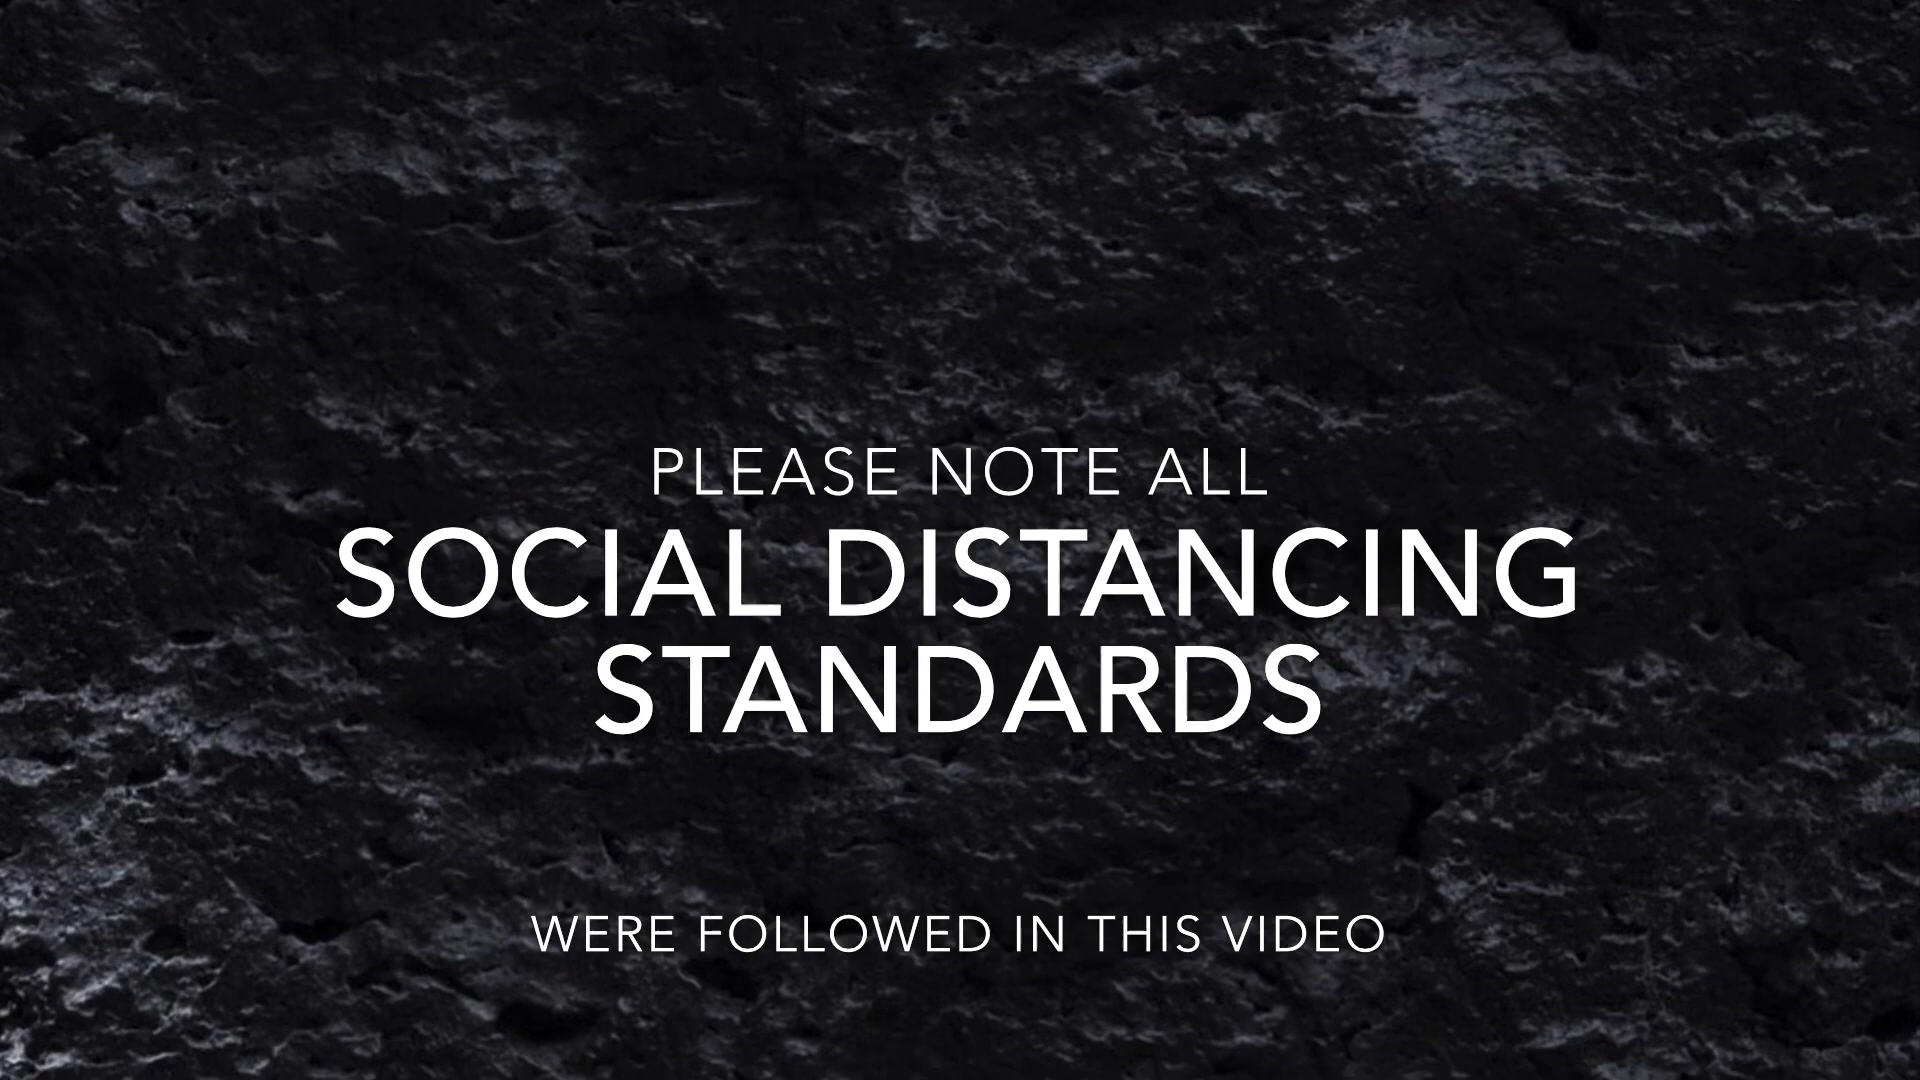 PLEASE NOTE ALL
SOCIAL DISTANCING
STANDARDS
WERE FOLLOWED IN THIS VIDEO